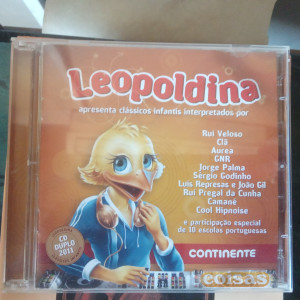 Leopoldina
apresenta clássicos infantis interpretados por
Rui Veloso
Clã
Aurea
GNR
Jorge Palma
Sérgio Godinho
Luís Represas e João Gil
Rui Pregal da Cunha
Camané
Cool Hipnoise
e participação especial
de 10 escolas portuguesas
CD
DUPLO
2011
CONTINENTE
coisas